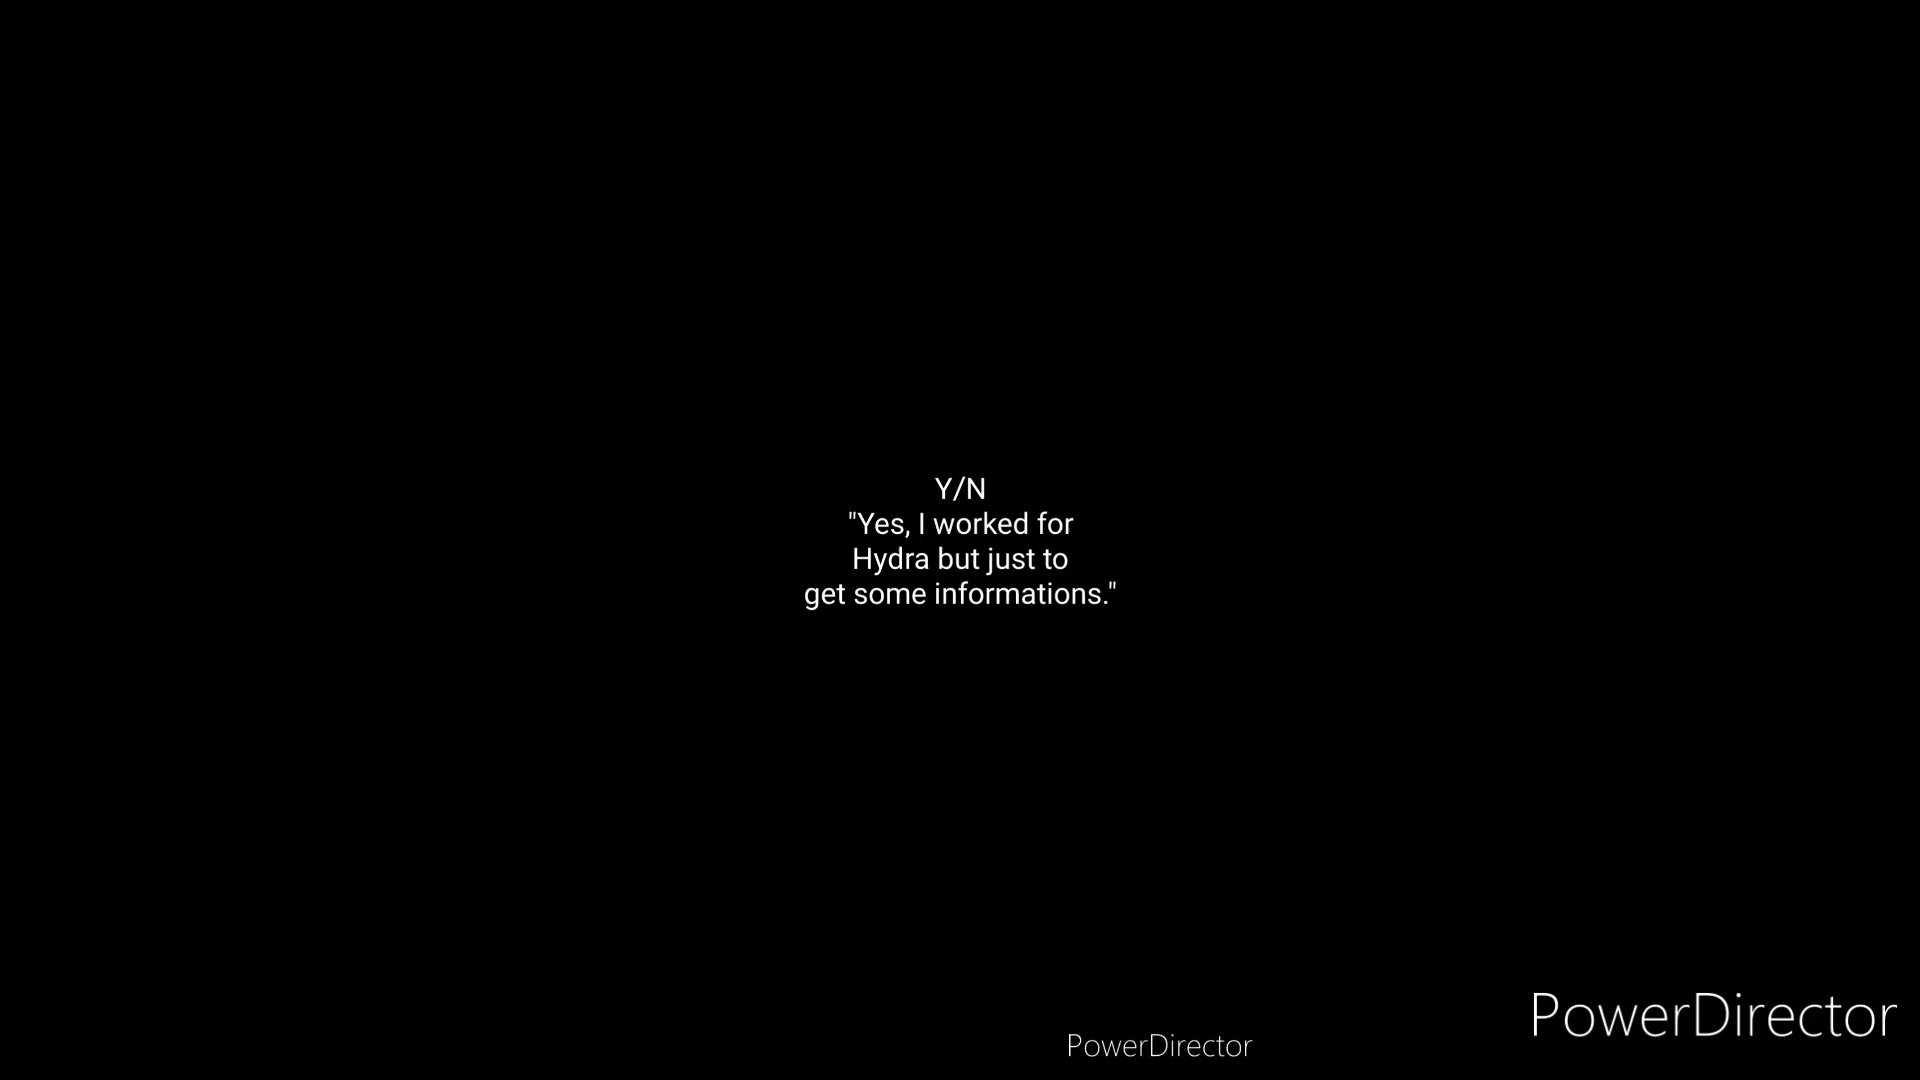 Y/N
"Yes, I worked for
Hydra but just to
get some informations."
PowerDirector
PowerDirector